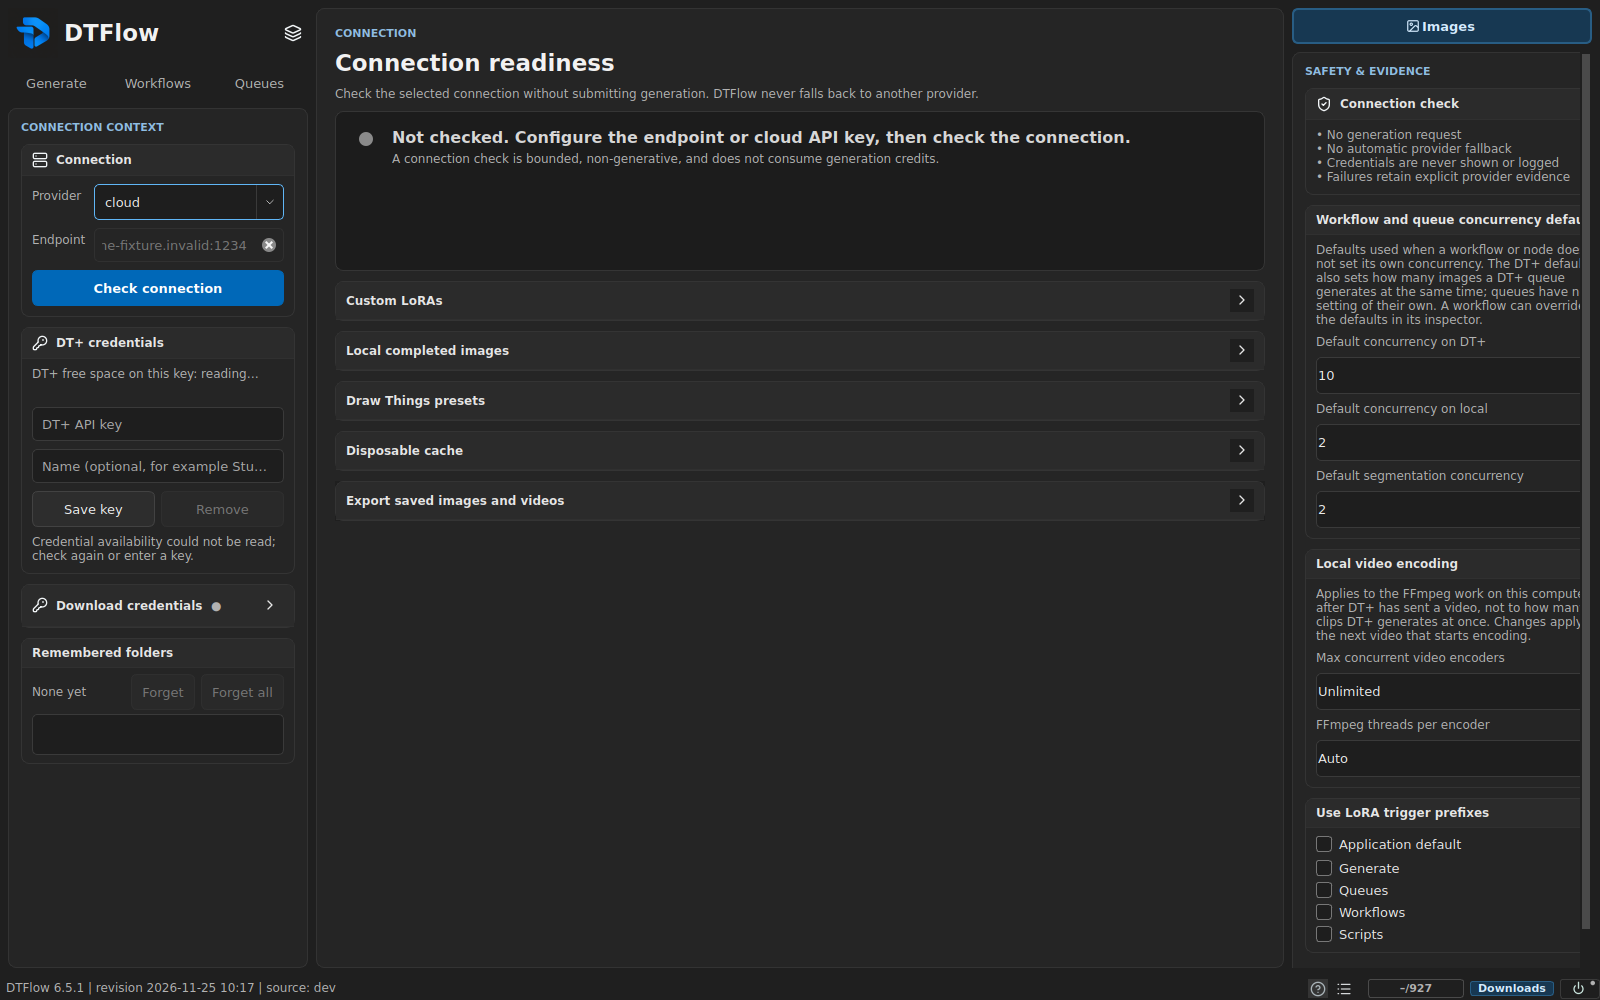 DTFlow
Generate Workflows Queues
CONNECTION CONTEXT
Connection
Provider cloud
Endpoint ne-fixture.invalid:1234
Check connection
DT+ credentials
DT+ free space on this key: reading...
DT+ API key
Name (optional, for example Stu...
Save key Remove
Credential availability could not be read;
check again or enter a key.
Download credentials
Remembered folders
None yet Forget Forget all
CONNECTION
Connection readiness
Check the selected connection without submitting generation. DTFlow never falls back to another provider.
Not checked. Configure the endpoint or cloud API key, then check the connection.
A connection check is bounded, non-generative, and does not consume generation credits.
Custom LoRAs
Local completed images
Draw Things presets
Disposable cache
Export saved images and videos
Images
SAFETY & EVIDENCE
Connection check
• No generation request
• No automatic provider fallback
• Credentials are never shown or logged
• Failures retain explicit provider evidence
Workflow and queue concurrency defau
Defaults used when a workflow or node doe
not set its own concurrency. The DT+ defaul
also sets how many images a DT+ queue
generates at the same time; queues have n
setting of their own. A workflow can override
the defaults in its inspector.
Default concurrency on DT+
10
Default concurrency on local
2
Default segmentation concurrency
2
Local video encoding
Applies to the FFmpeg work on this compute
after DT+ has sent a video, not to how man
clips DT+ generates at once. Changes apply
the next video that starts encoding.
Max concurrent video encoders
Unlimited
FFmpeg threads per encoder
Auto
Use LoRA trigger prefixes
Application default
Generate
Queues
Workflows
Scripts
DTFlow 6.5.1 | revision 2026-11-25 10:17 | source: dev
-/927 Downloads